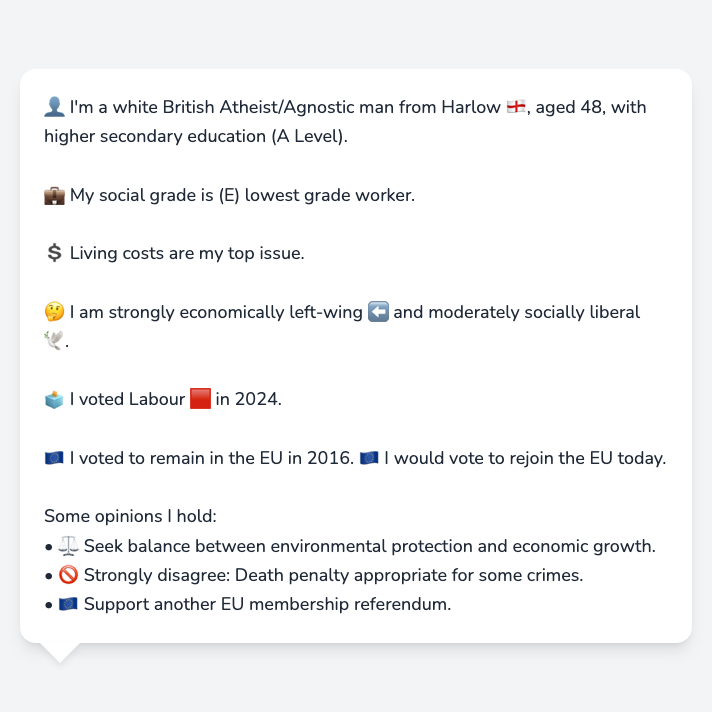 👤 I'm a white British Atheist/Agnostic man from Harlow 🏴󠁧󠁢󠁥󠁮󠁧󠁿, aged 48, with
higher secondary education (A Level).
💼 My social grade is (E) lowest grade worker.
💲 Living costs are my top issue.
🤔 I am strongly economically left-wing ⬅️ and moderately socially liberal
🕊️.
🗳️ I voted Labour 🟥 in 2024.
🇪🇺 I voted to remain in the EU in 2016. 🇪🇺 I would vote to rejoin the EU today.
Some opinions I hold:
• ⚖️ Seek balance between environmental protection and economic growth.
• 🚫 Strongly disagree: Death penalty appropriate for some crimes.
• 🇪🇺 Support another EU membership referendum.